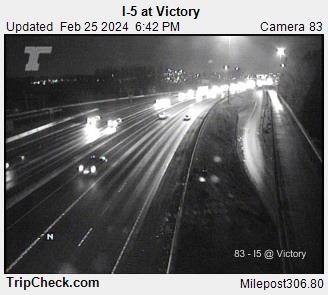 I-5 at Victory
Updated Feb 25 2024 6:42 PM Camera 83
T
N
83 - I5 @ Victory
TripCheck.com Milepost306.80